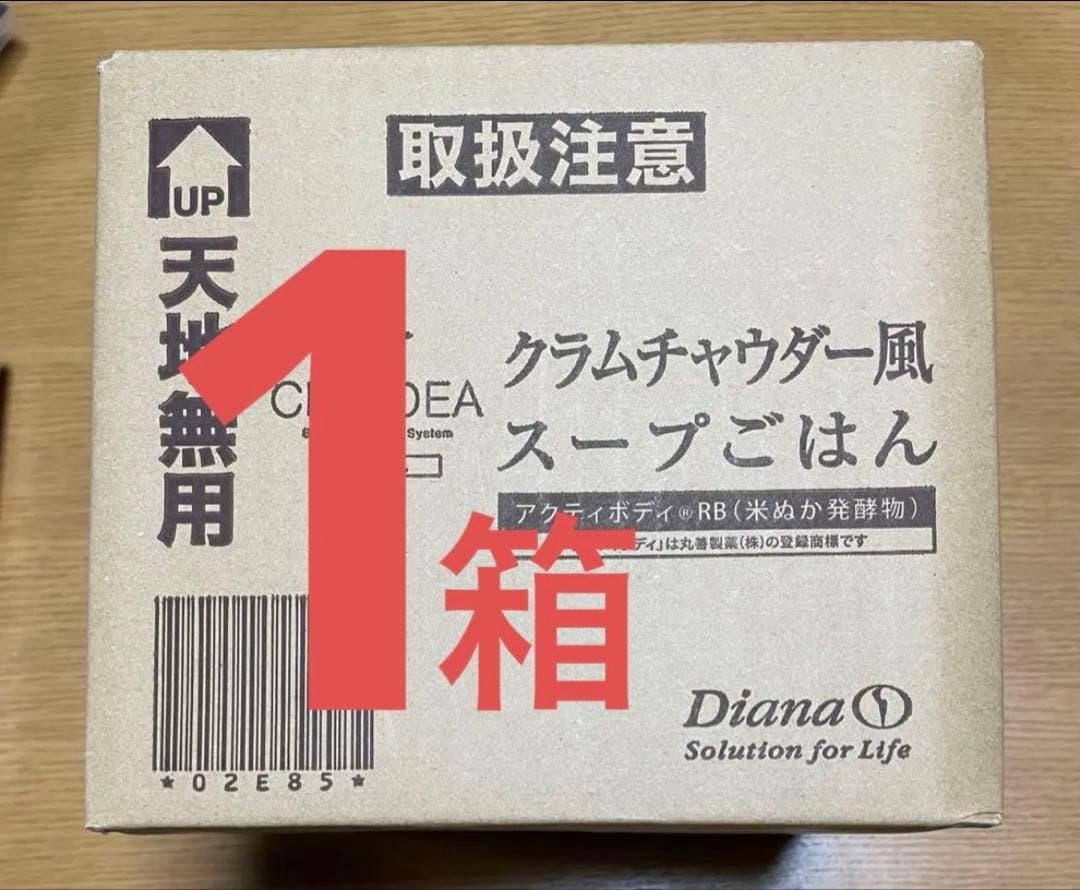 取扱注意
UP
天地無用
クラムチャウダー風
スープごはん
アクティボディ®RB(米ぬか発酵物)
ディ」は丸善製薬(株)の登録商標です
DEA
System
1箱
*02E85*
Diana
Solution for Life